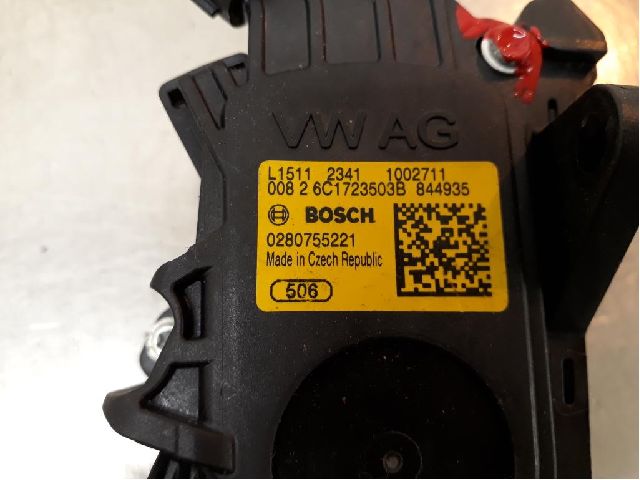 VW AG
L1511 2341 1002711
008 2 6C1723503B 844935
BOSCH
0280755221
Made in Czech Republic
506